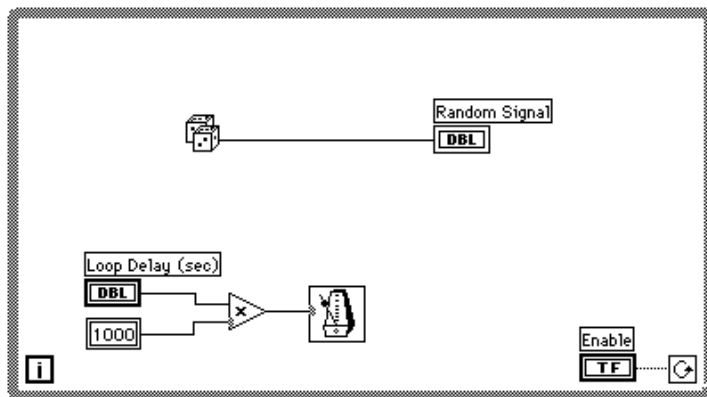 Random Signal
DBL
Loop Delay (sec)
DBL
x
1000
Enable
TF
i